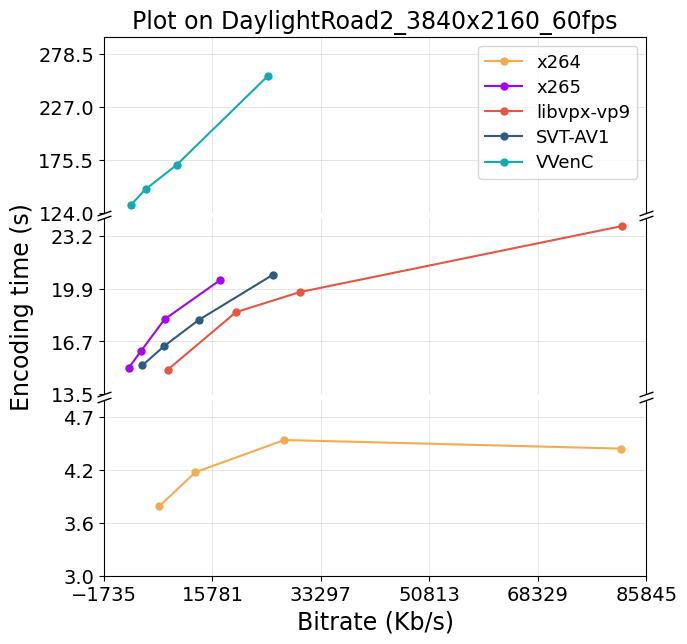 Plot on DaylightRoad2_3840x2160_60fps
278.5
227.0
175.5
124.0
x264
x265
libvpx-vp9
SVT-AV1
VVenC
23.2
19.9
16.7
13.5
Encoding time (s)
4.7
4.2
3.6
3.0
−1735 15781 33297 50813 68329 85845
Bitrate (Kb/s)